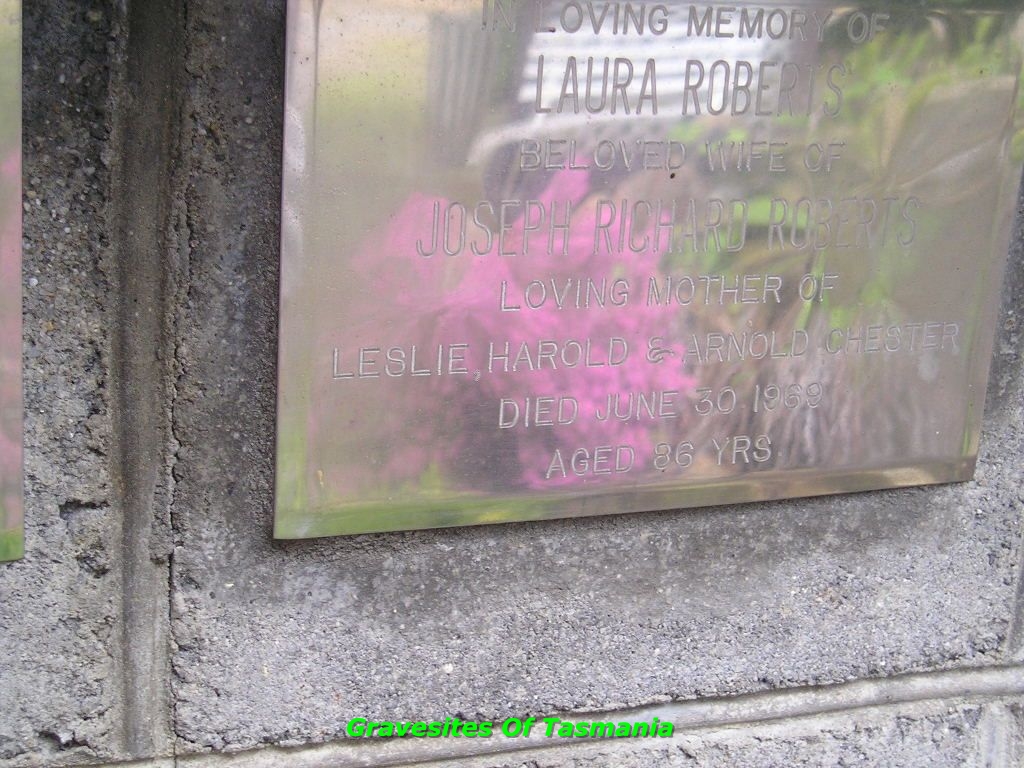 IN LOVING MEMORY OF
LAURA ROBERTS
BELOVED WIFE OF
JOSEPH RICHARD ROBERTS
LOVING MOTHER OF
LESLIE, HAROLD & ARNOLD CHESTER
DIED JUNE 30 1969
AGED 86 YRS
Gravesites Of Tasmania